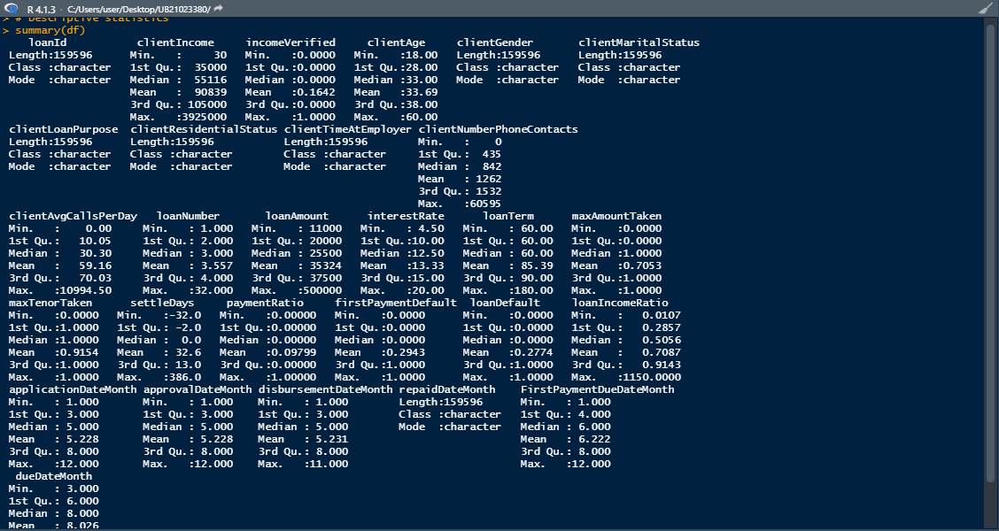 R 4.1.3 · C:/Users/user/Desktop/UB21023380/
> # Descriptive statistics
> summary(df)
loanId clientIncome incomeVerified clientAge clientGender clientMaritalStatus
Length:159596 Min. : 30 Min. :0.0000 Min. :18.00 Length:159596 Length:159596
Class :character 1st Qu.: 35000 1st Qu.:0.0000 1st Qu.:28.00 Class :character Class :character
Mode :character Median : 55116 Median :0.0000 Median :33.00 Mode :character Mode :character
Mean : 90839 Mean :0.1642 Mean :33.69
3rd Qu.: 105000 3rd Qu.:0.0000 3rd Qu.:38.00
Max. :3925000 Max. :1.0000 Max. :60.00
clientLoanPurpose clientResidentialStatus clientTimeAtEmployer clientNumberPhoneContacts
Length:159596 Length:159596 Length:159596 Min. : 0
Class :character Class :character Class :character 1st Qu.: 435
Mode :character Mode :character Mode :character Median : 842
Mean : 1262
3rd Qu.: 1532
Max. :60595
clientAvgCallsPerDay loanNumber loanAmount interestRate loanTerm maxAmountTaken
Min. : 0.00 Min. : 1.000 Min. : 11000 Min. : 4.50 Min. : 60.00 Min. :0.0000
1st Qu.: 10.05 1st Qu.: 2.000 1st Qu.: 20000 1st Qu.:10.00 1st Qu.: 60.00 1st Qu.:0.0000
Median : 30.30 Median : 3.000 Median : 25500 Median :12.50 Median : 60.00 Median :1.0000
Mean : 59.16 Mean : 3.557 Mean : 35324 Mean :13.33 Mean : 85.39 Mean :0.7053
3rd Qu.: 70.03 3rd Qu.: 4.000 3rd Qu.: 37500 3rd Qu.:15.00 3rd Qu.: 90.00 3rd Qu.:1.0000
Max. :10994.50 Max. :32.000 Max. :500000 Max. :20.00 Max. :180.00 Max. :1.0000
maxTenorTaken settleDays paymentRatio firstPaymentDefault loanDefault loanIncomeRatio
Min. :0.0000 Min. :-32.0 Min. :0.00000 Min. :0.0000 Min. :0.0000 Min. : 0.0107
1st Qu.:1.0000 1st Qu.: -2.0 1st Qu.:0.00000 1st Qu.:0.0000 1st Qu.:0.0000 1st Qu.: 0.2857
Median :1.0000 Median : 0.0 Median :0.00000 Median :0.0000 Median :0.0000 Median : 0.5056
Mean :0.9154 Mean : 32.6 Mean :0.09799 Mean :0.2943 Mean :0.2774 Mean : 0.7087
3rd Qu.:1.0000 3rd Qu.: 13.0 3rd Qu.:0.00000 3rd Qu.:1.0000 3rd Qu.:1.0000 3rd Qu.: 0.9143
Max. :1.0000 Max. :386.0 Max. :1.00000 Max. :1.0000 Max. :1.0000 Max. :1150.0000
applicationDateMonth approvalDateMonth disbursementDateMonth repaidDateMonth FirstPaymentDueDateMonth
Min. : 1.000 Min. : 1.000 Min. : 1.000 Length:159596 Min. : 1.000
1st Qu.: 3.000 1st Qu.: 3.000 1st Qu.: 3.000 Class :character 1st Qu.: 4.000
Median : 5.000 Median : 5.000 Median : 5.000 Mode :character Median : 6.000
Mean : 5.228 Mean : 5.228 Mean : 5.231 Mean : 6.222
3rd Qu.: 8.000 3rd Qu.: 8.000 3rd Qu.: 8.000 3rd Qu.: 8.000
Max. :12.000 Max. :12.000 Max. :11.000 Max. :12.000
dueDateMonth
Min. : 3.000
1st Qu.: 6.000
Median : 8.000
Mean : 8.026